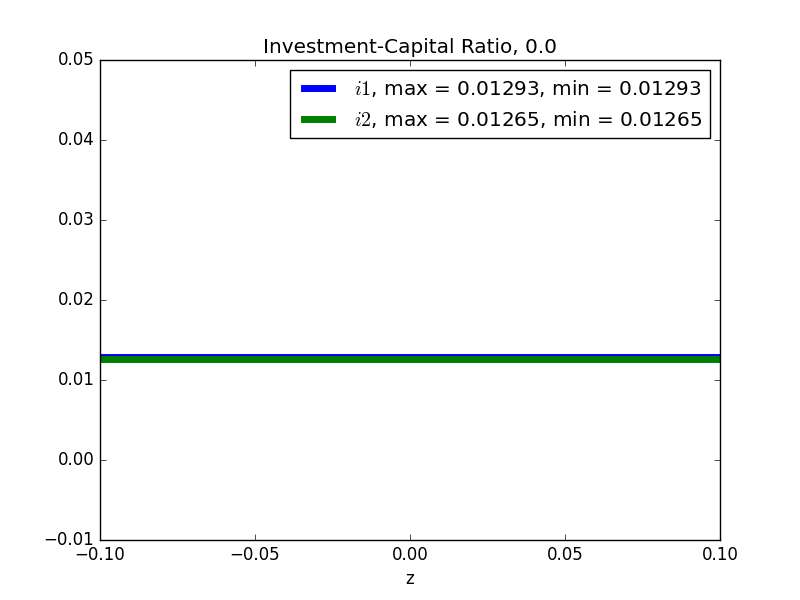 Investment-Capital Ratio, 0.0
i1, max = 0.01293, min = 0.01293
i2, max = 0.01265, min = 0.01265
0.05
0.04
0.03
0.02
0.01
0.00
−0.01
−0.10 −0.05 0.00 0.05 0.10
z